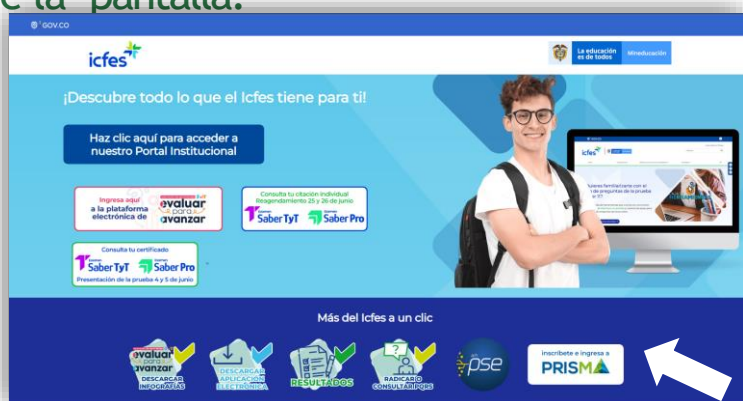 e la pantalla.
GOV.CO
icfes
La educación
es de todos
Mineducación
¡Descubre todo lo que el Icfes tiene para ti!
Haz clic aquí para acceder a
nuestro Portal Institucional
Ingresa aquí
a la plataforma
electrónica de
evaluar
para
avanzar
Consulta tu citación individual
Reagendamiento 25 y 26 de junio
Saber TyT
Saber Pro
Consulta tu certificado
Saber TyT
Saber Pro
Presentación de la prueba 4 y 5 de junio
icfes
Más del Icfes a un clic
evaluar
para
avanzar
DESCARGAR
INFOGRAFÍAS
DESCARGAR
APLICACIÓN
ELECTRÓNICA
RESULTADOS
RADICAR O
CONSULTAR PQRS
pse
Inscríbete e ingresa a
PRISMA